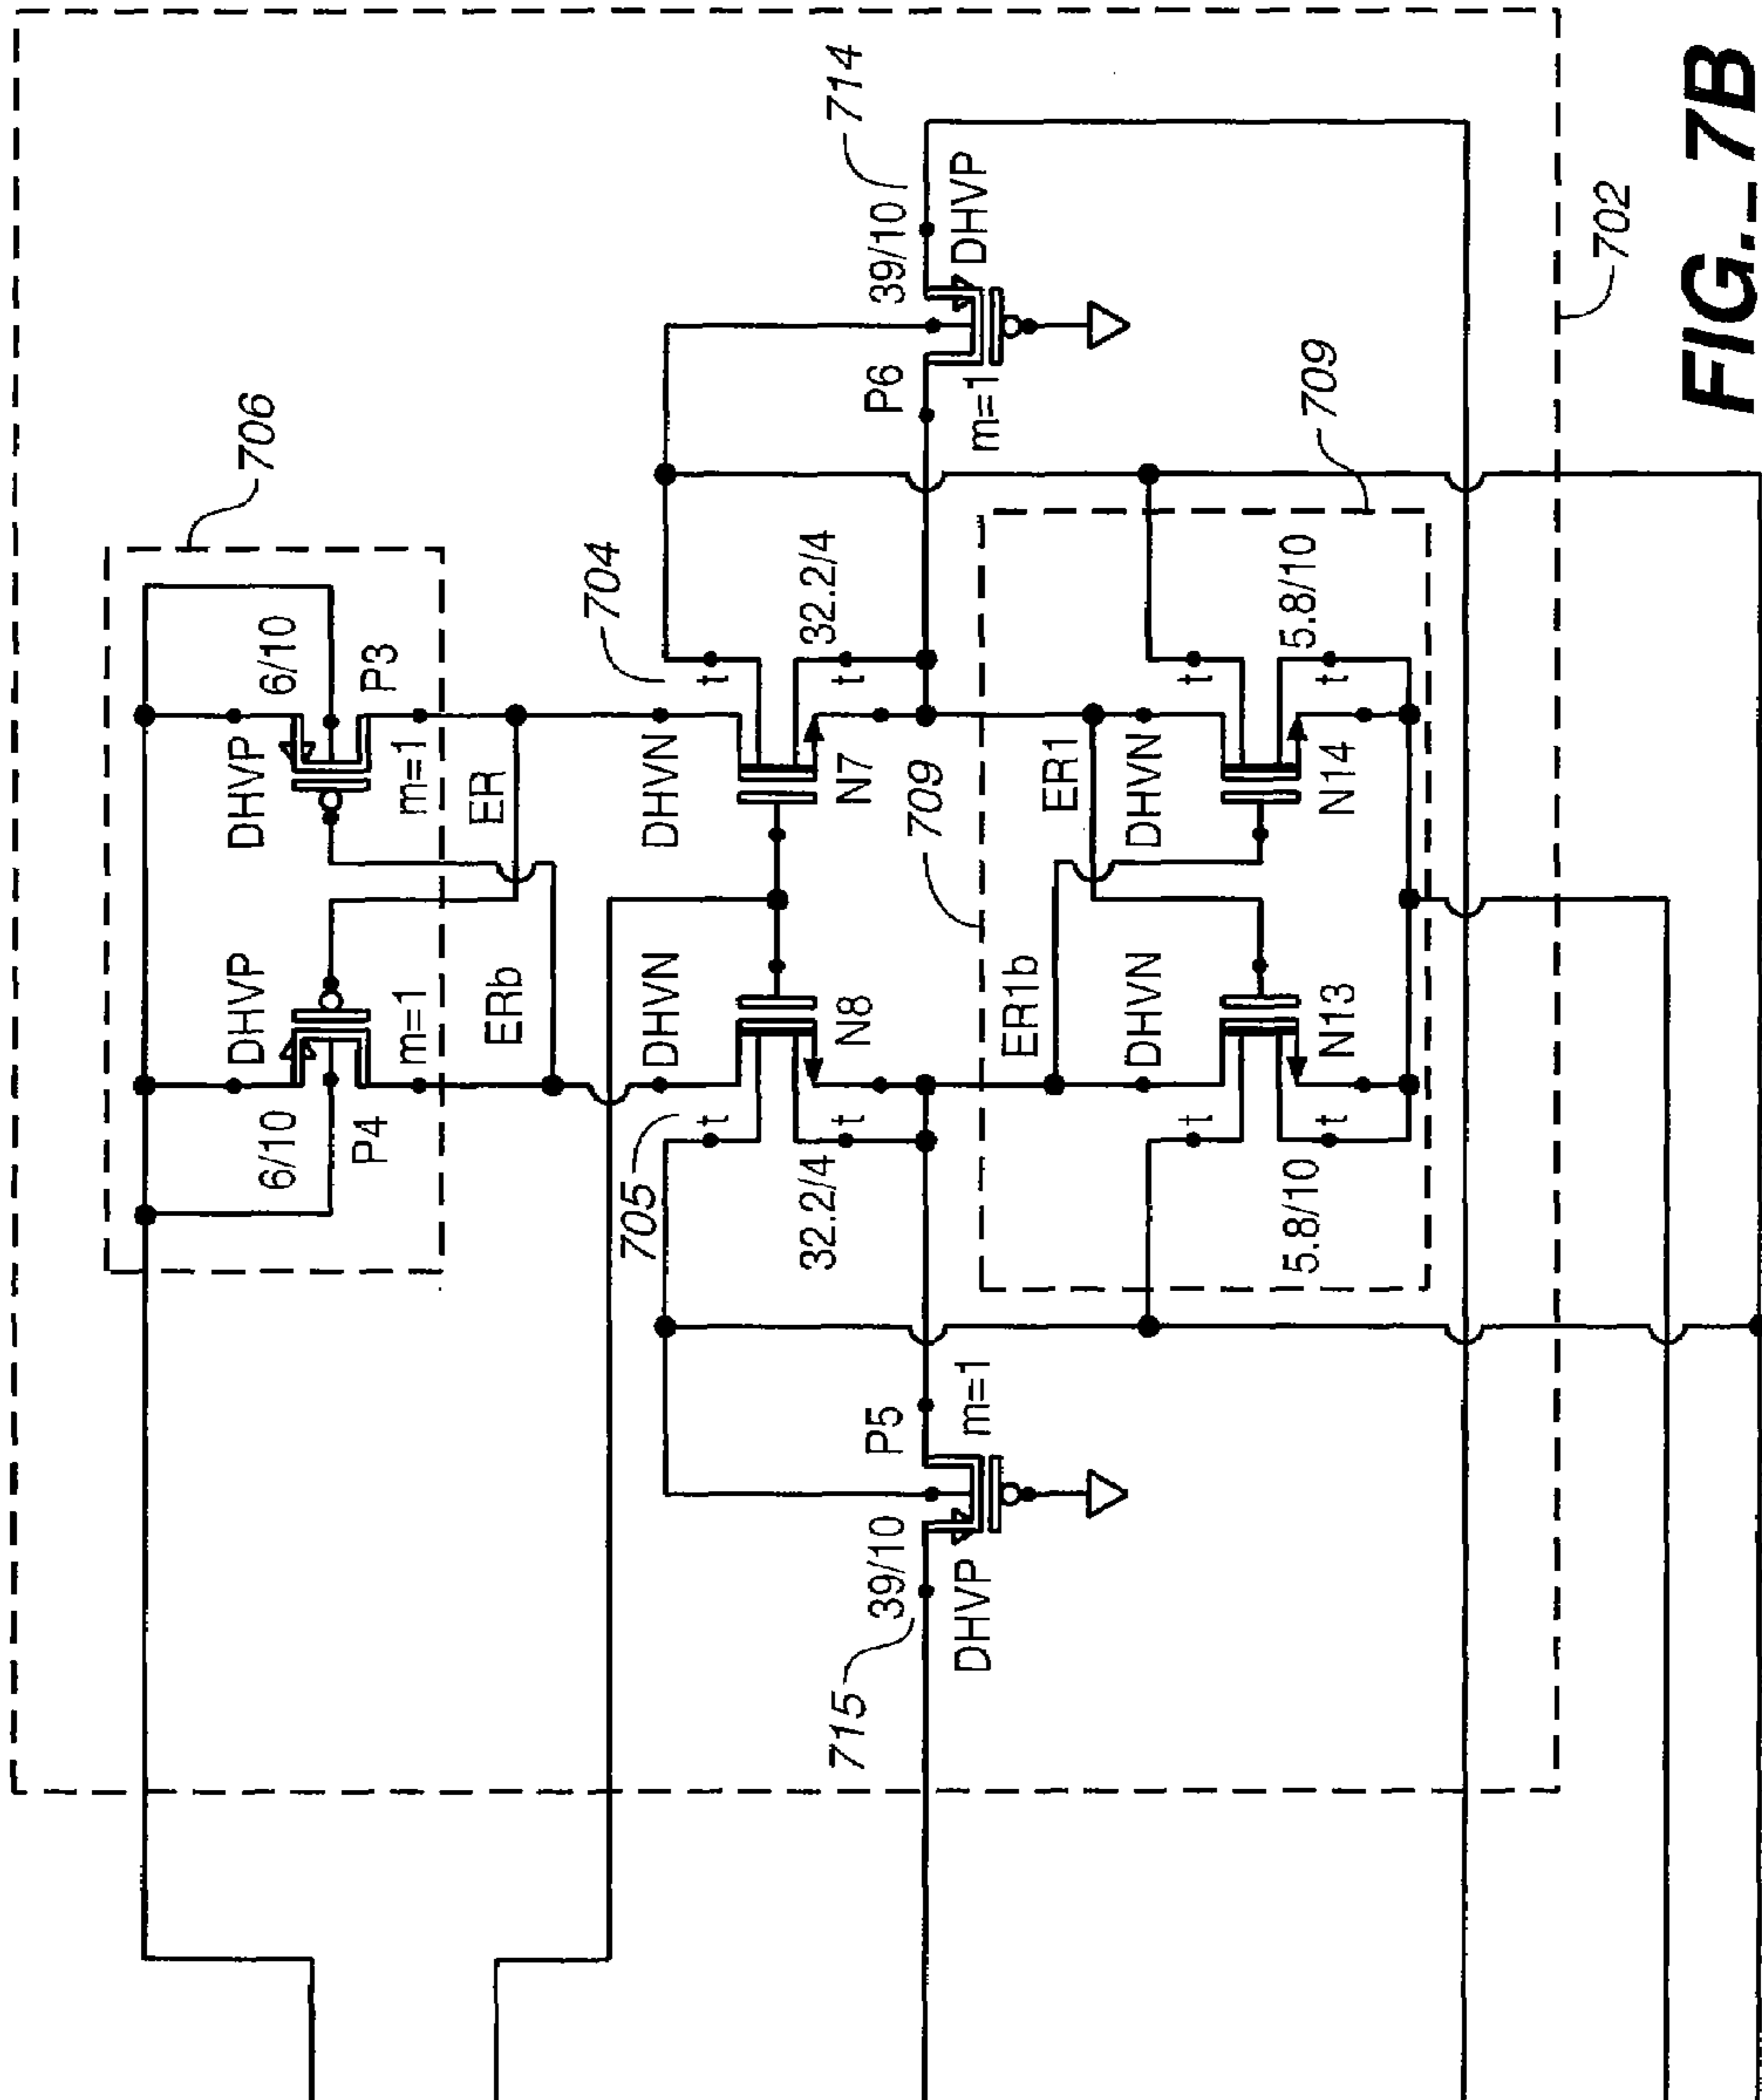 706
DHVP
6/10
P4
m=1
DHVP
6/10
P3
m=1
ER
ERb
704
705
DHVN
t
t
32.2/4
N8
DHVN
t
t
32.2/4
N7
714
39/10
P6
m=1
DHVP
715
39/10
P5
m=1
DHVP
709
709
ER1b
ER1
DHVN
t
t
5.8/10
N13
DHVN
t
t
5.8/10
N14
702
FIG._7B